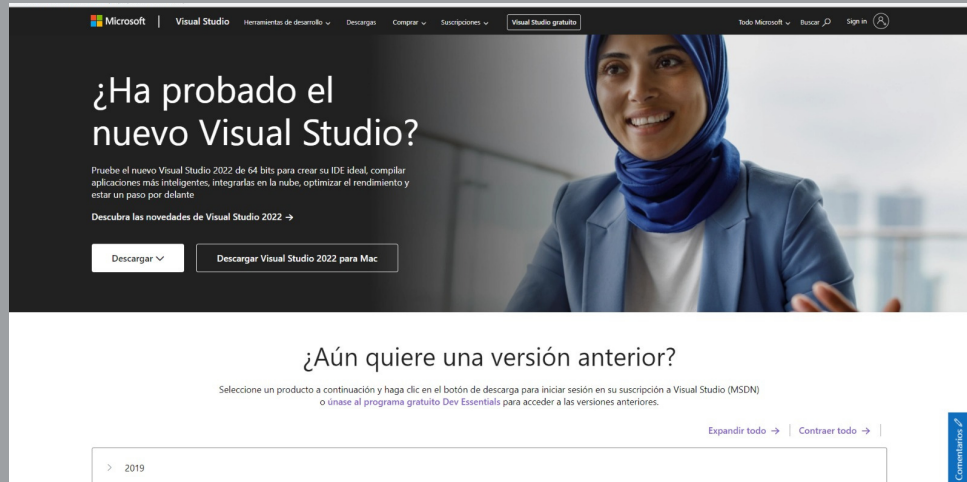 Microsoft | Visual Studio Herramientas de desarrollo Descargas Comprar Suscripciones Visual Studio gratuito Todo Microsoft Buscar Sign in
¿Ha probado el
nuevo Visual Studio?
Pruebe el nuevo Visual Studio 2022 de 64 bits para crear su IDE ideal, compilar
aplicaciones más inteligentes, integrarlas en la nube, optimizar el rendimiento y
estar un paso por delante
Descubra las novedades de Visual Studio 2022 →
Descargar Descargar Visual Studio 2022 para Mac
¿Aún quiere una versión anterior?
Seleccione un producto a continuación y haga clic en el botón de descarga para iniciar sesión en su suscripción a Visual Studio (MSDN)
o únase al programa gratuito Dev Essentials para acceder a las versiones anteriores.
Expandir todo → | Contraer todo → |
Comentarios
> 2019